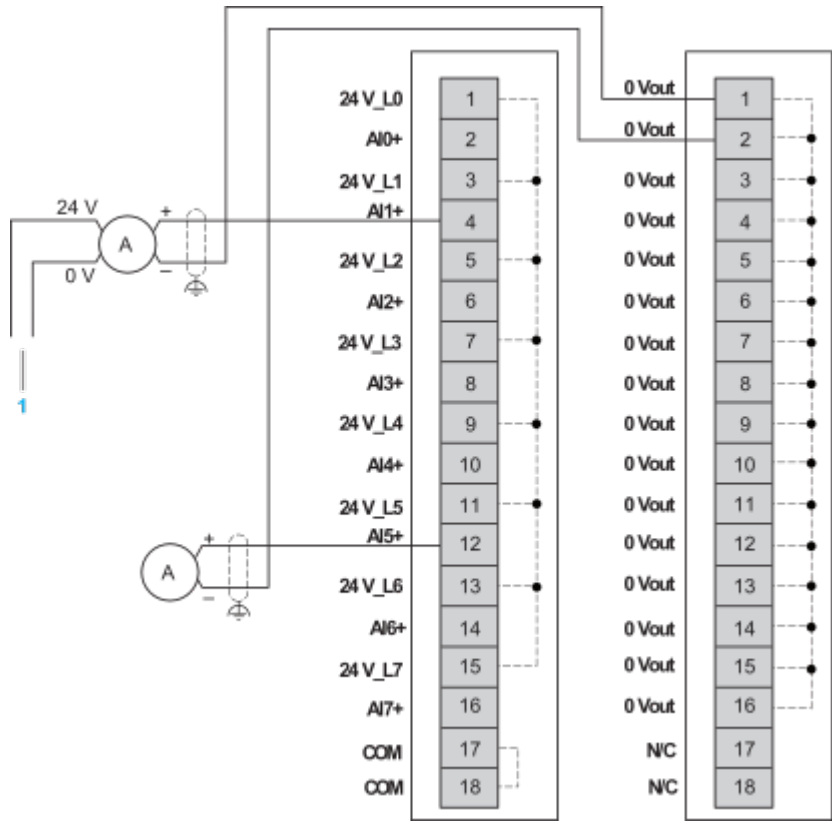 24 V_L0 1 0 Vout 1
AI0+ 2 0 Vout 2
24 V_L1 3 0 Vout 3
24 V + AI1+ 4 0 Vout 4
A
0 V − 24 V_L2 5 0 Vout 5
AI2+ 6 0 Vout 6
24 V_L3 7 0 Vout 7
AI3+ 8 0 Vout 8
1
24 V_L4 9 0 Vout 9
AI4+ 10 0 Vout 10
24 V_L5 11 0 Vout 11
+ AI5+ 12 0 Vout 12
A
− 24 V_L6 13 0 Vout 13
AI6+ 14 0 Vout 14
24 V_L7 15 0 Vout 15
AI7+ 16 0 Vout 16
COM 17 N/C 17
COM 18 N/C 18